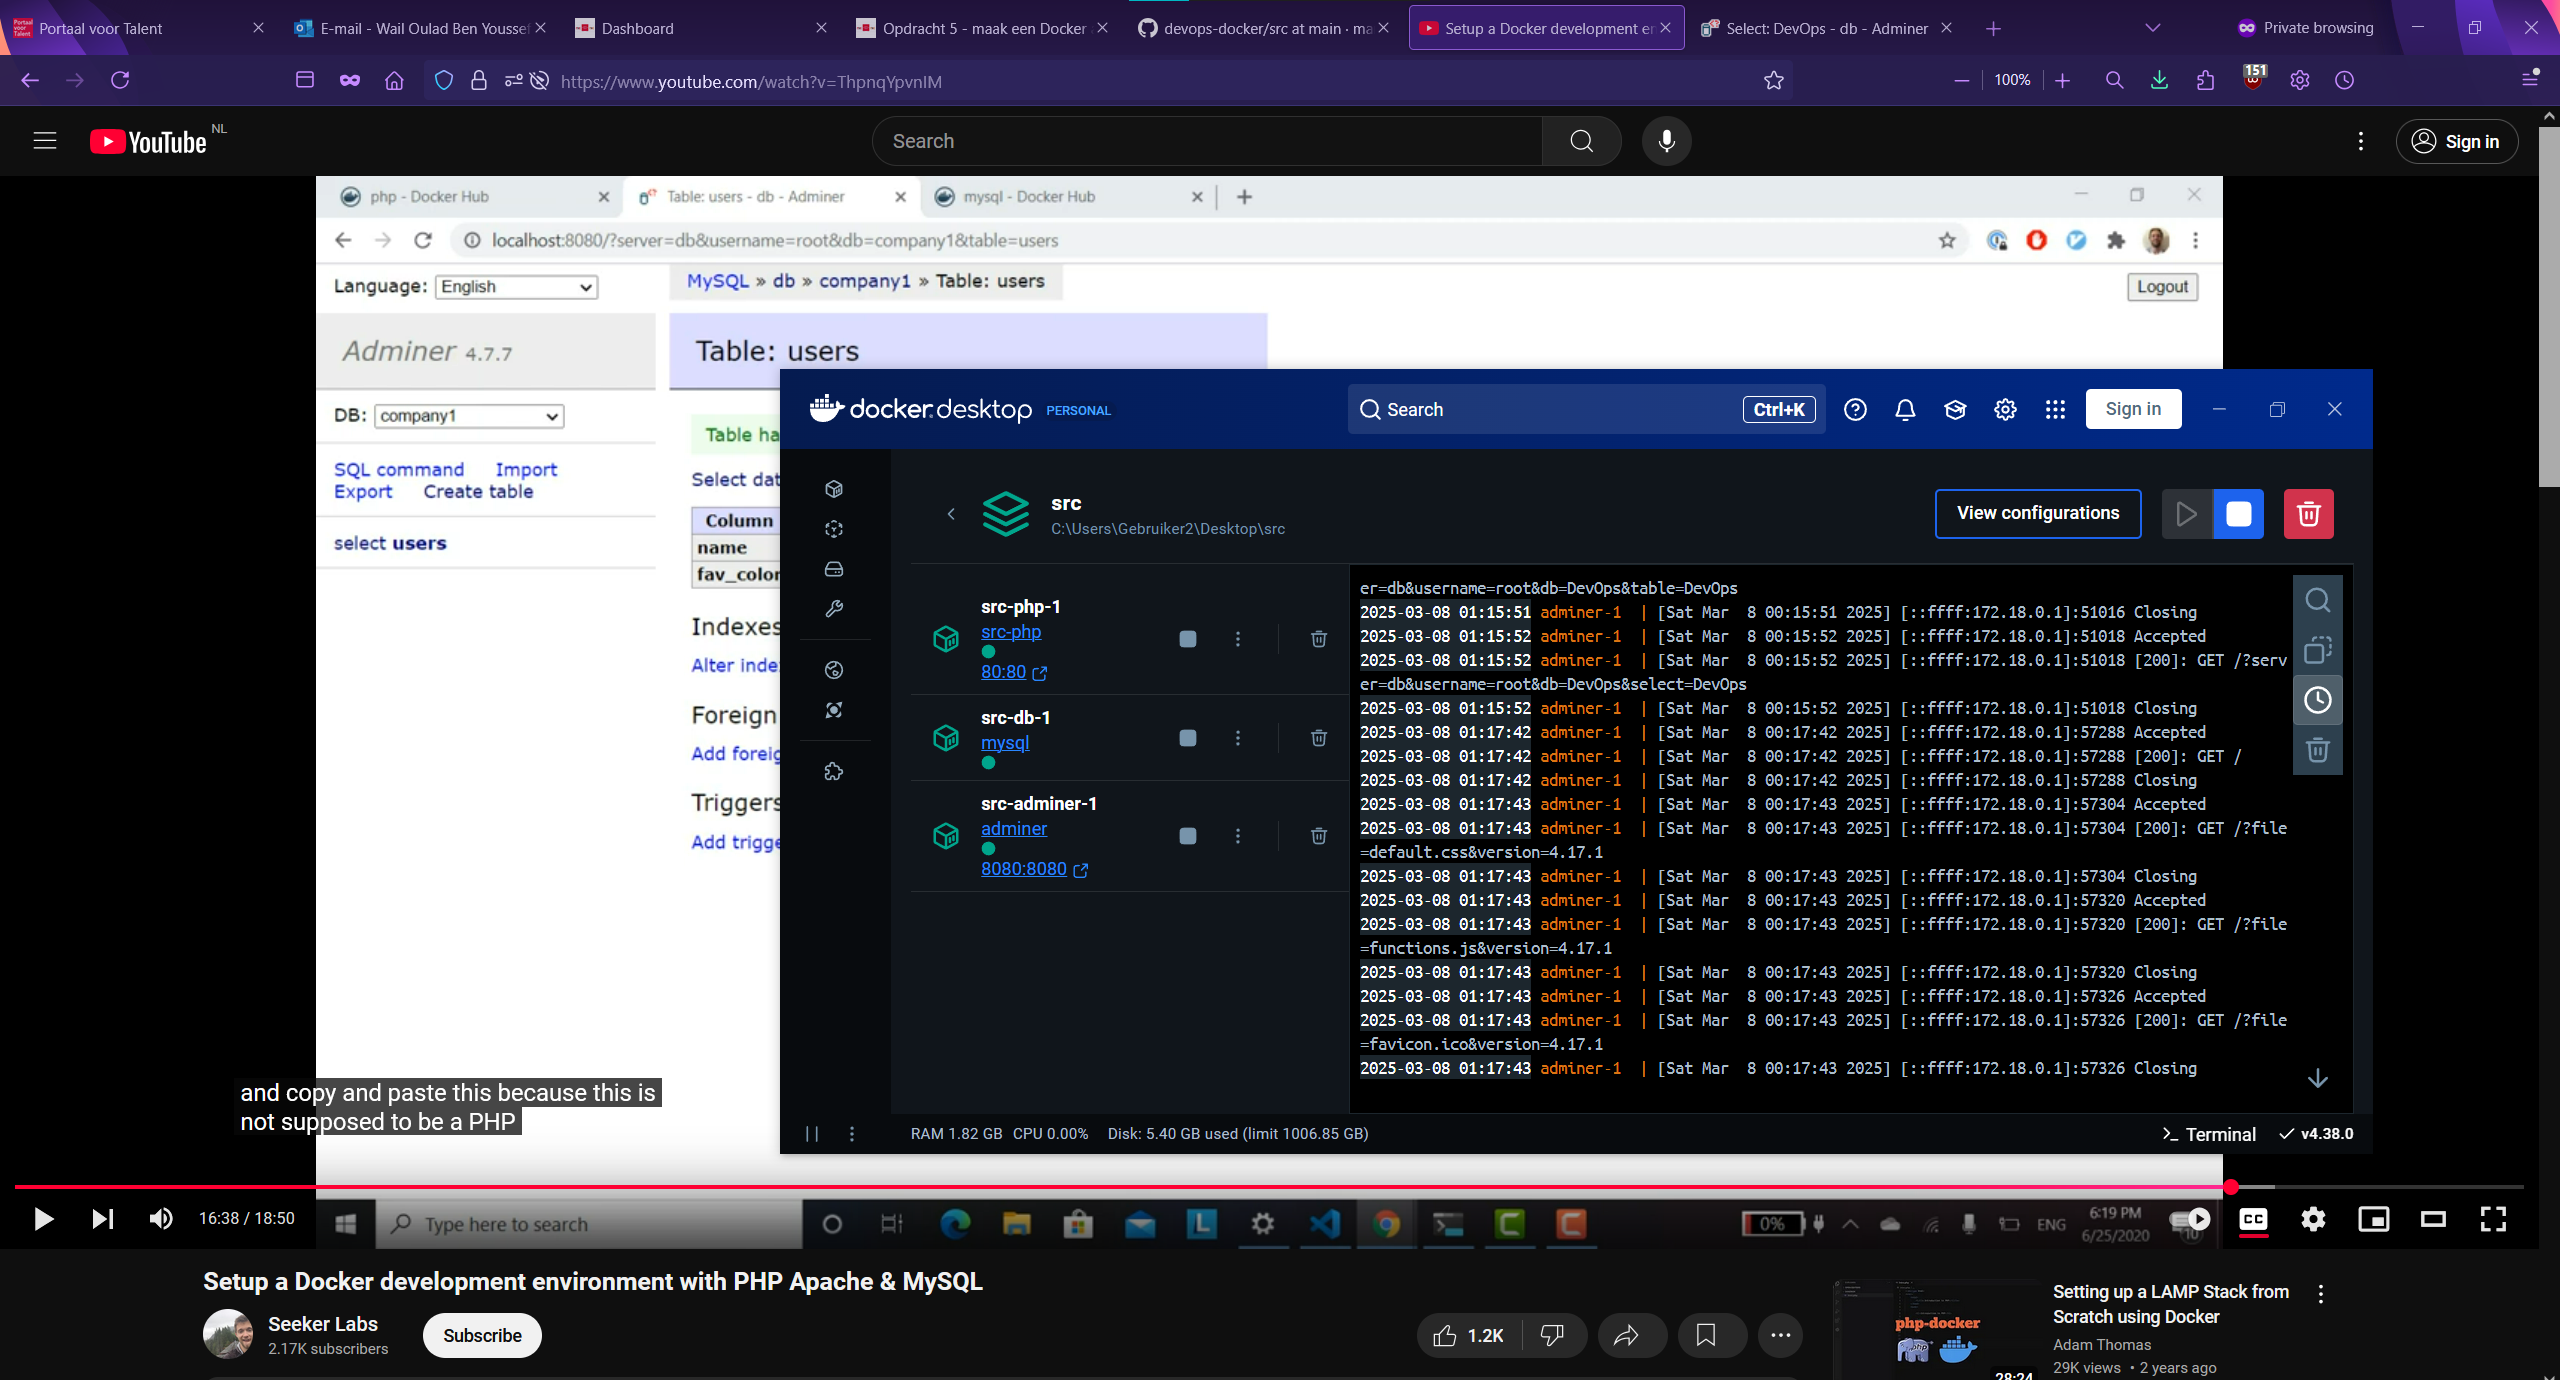 Portaal voor Talent
E-mail - Wail Oulad Ben Yousse
Dashboard
Opdracht 5 - maak een Docker
devops-docker/src at main · ma
Setup a Docker development e
Select: DevOps - db - Adminer
Private browsing
https://www.youtube.com/watch?v=ThpnqYpvnIM
100%
151
YouTube NL
Search
Sign in
php - Docker Hub
Table: users - db - Adminer
mysql - Docker Hub
localhost:8080/?server=db&username=root&db=company1&table=users
Language: English
MySQL » db » company1 » Table: users
Logout
Adminer 4.7.7
Table: users
DB: company1
Table ha
SQL command Import
Export Create table
Select dat
select users
Column
name
fav_color
Indexes
Alter inde
Foreign
Add foreig
Triggers
Add trigge
docker.desktop PERSONAL
Search Ctrl+K
Sign in
src
C:\Users\Gebruiker2\Desktop\src
View configurations
src-php-1
src-php
80:80
src-db-1
mysql
src-adminer-1
adminer
8080:8080
er=db&username=root&db=DevOps&table=DevOps
2025-03-08 01:15:51 adminer-1 | [Sat Mar 8 00:15:51 2025] [::ffff:172.18.0.1]:51016 Closing
2025-03-08 01:15:52 adminer-1 | [Sat Mar 8 00:15:52 2025] [::ffff:172.18.0.1]:51018 Accepted
2025-03-08 01:15:52 adminer-1 | [Sat Mar 8 00:15:52 2025] [::ffff:172.18.0.1]:51018 [200]: GET /?serv
er=db&username=root&db=DevOps&select=DevOps
2025-03-08 01:15:52 adminer-1 | [Sat Mar 8 00:15:52 2025] [::ffff:172.18.0.1]:51018 Closing
2025-03-08 01:17:42 adminer-1 | [Sat Mar 8 00:17:42 2025] [::ffff:172.18.0.1]:57288 Accepted
2025-03-08 01:17:42 adminer-1 | [Sat Mar 8 00:17:42 2025] [::ffff:172.18.0.1]:57288 [200]: GET /
2025-03-08 01:17:42 adminer-1 | [Sat Mar 8 00:17:42 2025] [::ffff:172.18.0.1]:57288 Closing
2025-03-08 01:17:43 adminer-1 | [Sat Mar 8 00:17:43 2025] [::ffff:172.18.0.1]:57304 Accepted
2025-03-08 01:17:43 adminer-1 | [Sat Mar 8 00:17:43 2025] [::ffff:172.18.0.1]:57304 [200]: GET /?file
=default.css&version=4.17.1
2025-03-08 01:17:43 adminer-1 | [Sat Mar 8 00:17:43 2025] [::ffff:172.18.0.1]:57304 Closing
2025-03-08 01:17:43 adminer-1 | [Sat Mar 8 00:17:43 2025] [::ffff:172.18.0.1]:57320 Accepted
2025-03-08 01:17:43 adminer-1 | [Sat Mar 8 00:17:43 2025] [::ffff:172.18.0.1]:57320 [200]: GET /?file
=functions.js&version=4.17.1
2025-03-08 01:17:43 adminer-1 | [Sat Mar 8 00:17:43 2025] [::ffff:172.18.0.1]:57320 Closing
2025-03-08 01:17:43 adminer-1 | [Sat Mar 8 00:17:43 2025] [::ffff:172.18.0.1]:57326 Accepted
2025-03-08 01:17:43 adminer-1 | [Sat Mar 8 00:17:43 2025] [::ffff:172.18.0.1]:57326 [200]: GET /?file
=favicon.ico&version=4.17.1
2025-03-08 01:17:43 adminer-1 | [Sat Mar 8 00:17:43 2025] [::ffff:172.18.0.1]:57326 Closing
RAM 1.82 GB CPU 0.00% Disk: 5.40 GB used (limit 1006.85 GB)
Terminal v4.38.0
and copy and paste this because this is
not supposed to be a PHP
16:38 / 18:50
Type here to search
0%
ENG
6:19 PM
6/25/2020
10
CC
Setup a Docker development environment with PHP Apache & MySQL
Seeker Labs
2.17K subscribers
Subscribe
1.2K
php-docker
php
28:24
Setting up a LAMP Stack from
Scratch using Docker
Adam Thomas
29K views • 2 years ago